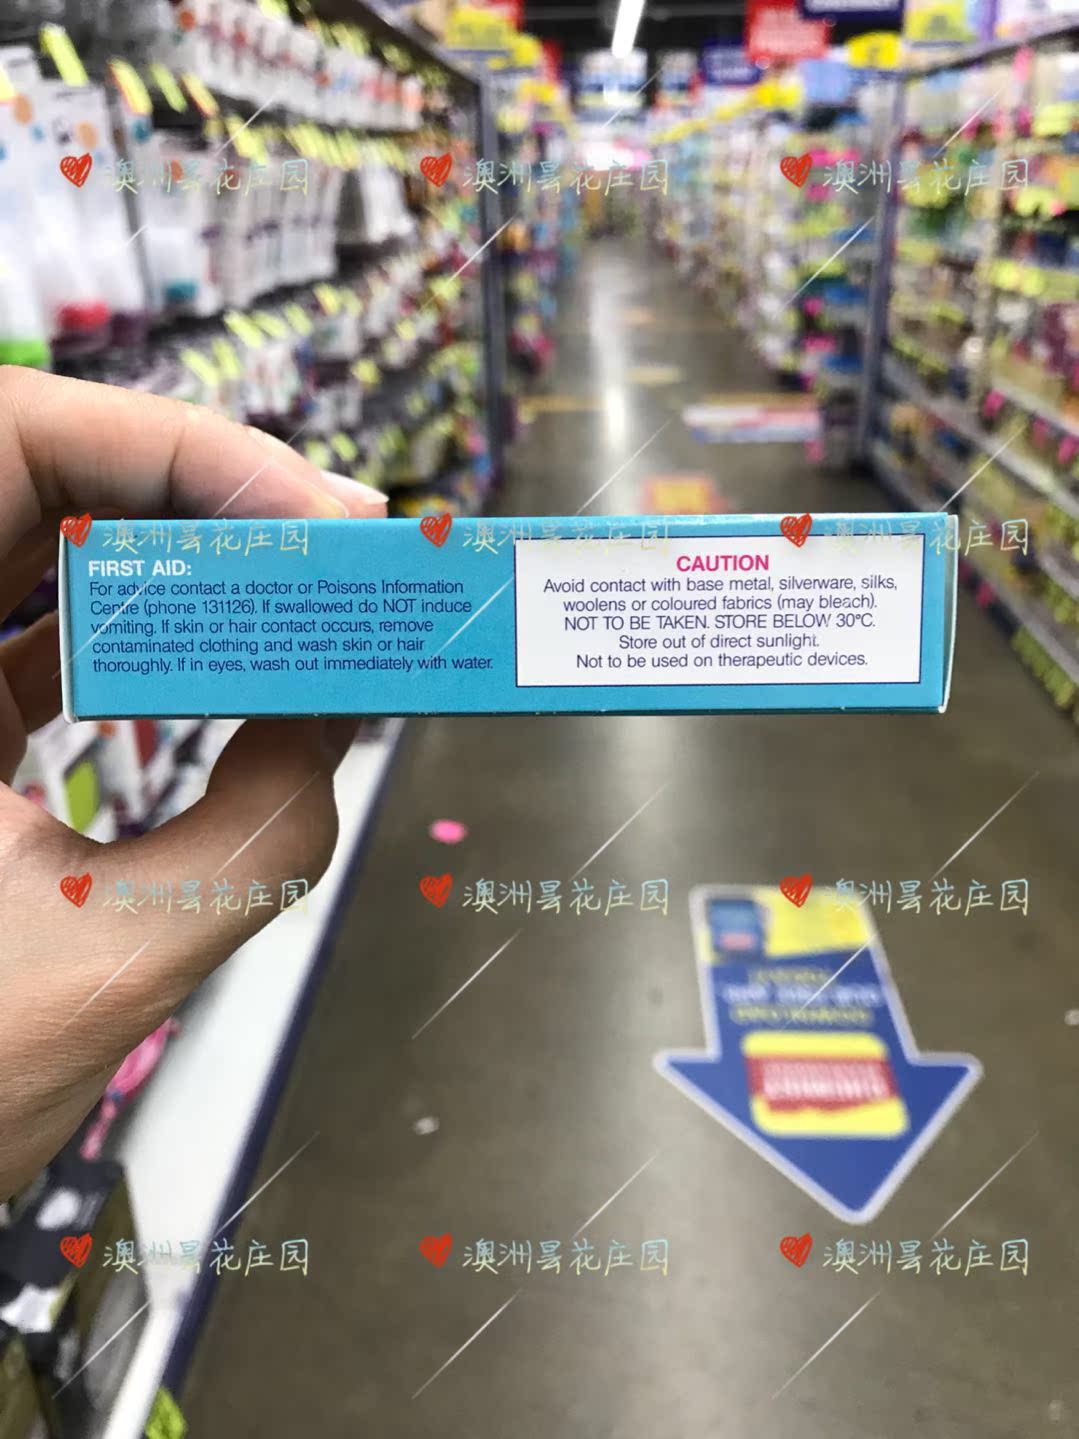 澳洲昙花庄园 澳洲昙花庄园 澳洲昙花庄园
澳洲昙花庄园 澳洲昙花庄园 澳洲昙花庄园
FIRST AID:
For advice contact a doctor or Poisons Information
Centre (phone 131126). If swallowed do NOT induce
vomiting. If skin or hair contact occurs, remove
contaminated clothing and wash skin or hair
thoroughly. If in eyes, wash out immediately with water.
CAUTION
Avoid contact with base metal, silverware, silks,
woolens or coloured fabrics (may bleach).
NOT TO BE TAKEN. STORE BELOW 30°C.
Store out of direct sunlight.
Not to be used on therapeutic devices.
澳洲昙花庄园 澳洲昙花庄园 澳洲昙花庄园
澳洲昙花庄园 澳洲昙花庄园 澳洲昙花庄园